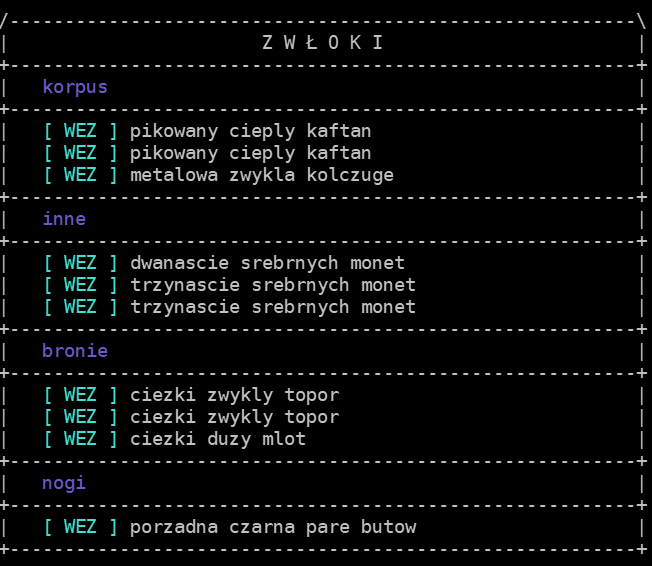 /---------------------------------------------------------\
| Z W Ł O K I |
+---------------------------------------------------------+
| korpus |
+---------------------------------------------------------+
| [ WEZ ] pikowany cieply kaftan |
| [ WEZ ] pikowany cieply kaftan |
| [ WEZ ] metalowa zwykla kolczuge |
+---------------------------------------------------------+
| inne |
+---------------------------------------------------------+
| [ WEZ ] dwanascie srebrnych monet |
| [ WEZ ] trzynascie srebrnych monet |
| [ WEZ ] trzynascie srebrnych monet |
+---------------------------------------------------------+
| bronie |
+---------------------------------------------------------+
| [ WEZ ] ciezki zwykly topor |
| [ WEZ ] ciezki zwykly topor |
| [ WEZ ] ciezki duzy mlot |
+---------------------------------------------------------+
| nogi |
+---------------------------------------------------------+
| [ WEZ ] porzadna czarna pare butow |
+---------------------------------------------------------+